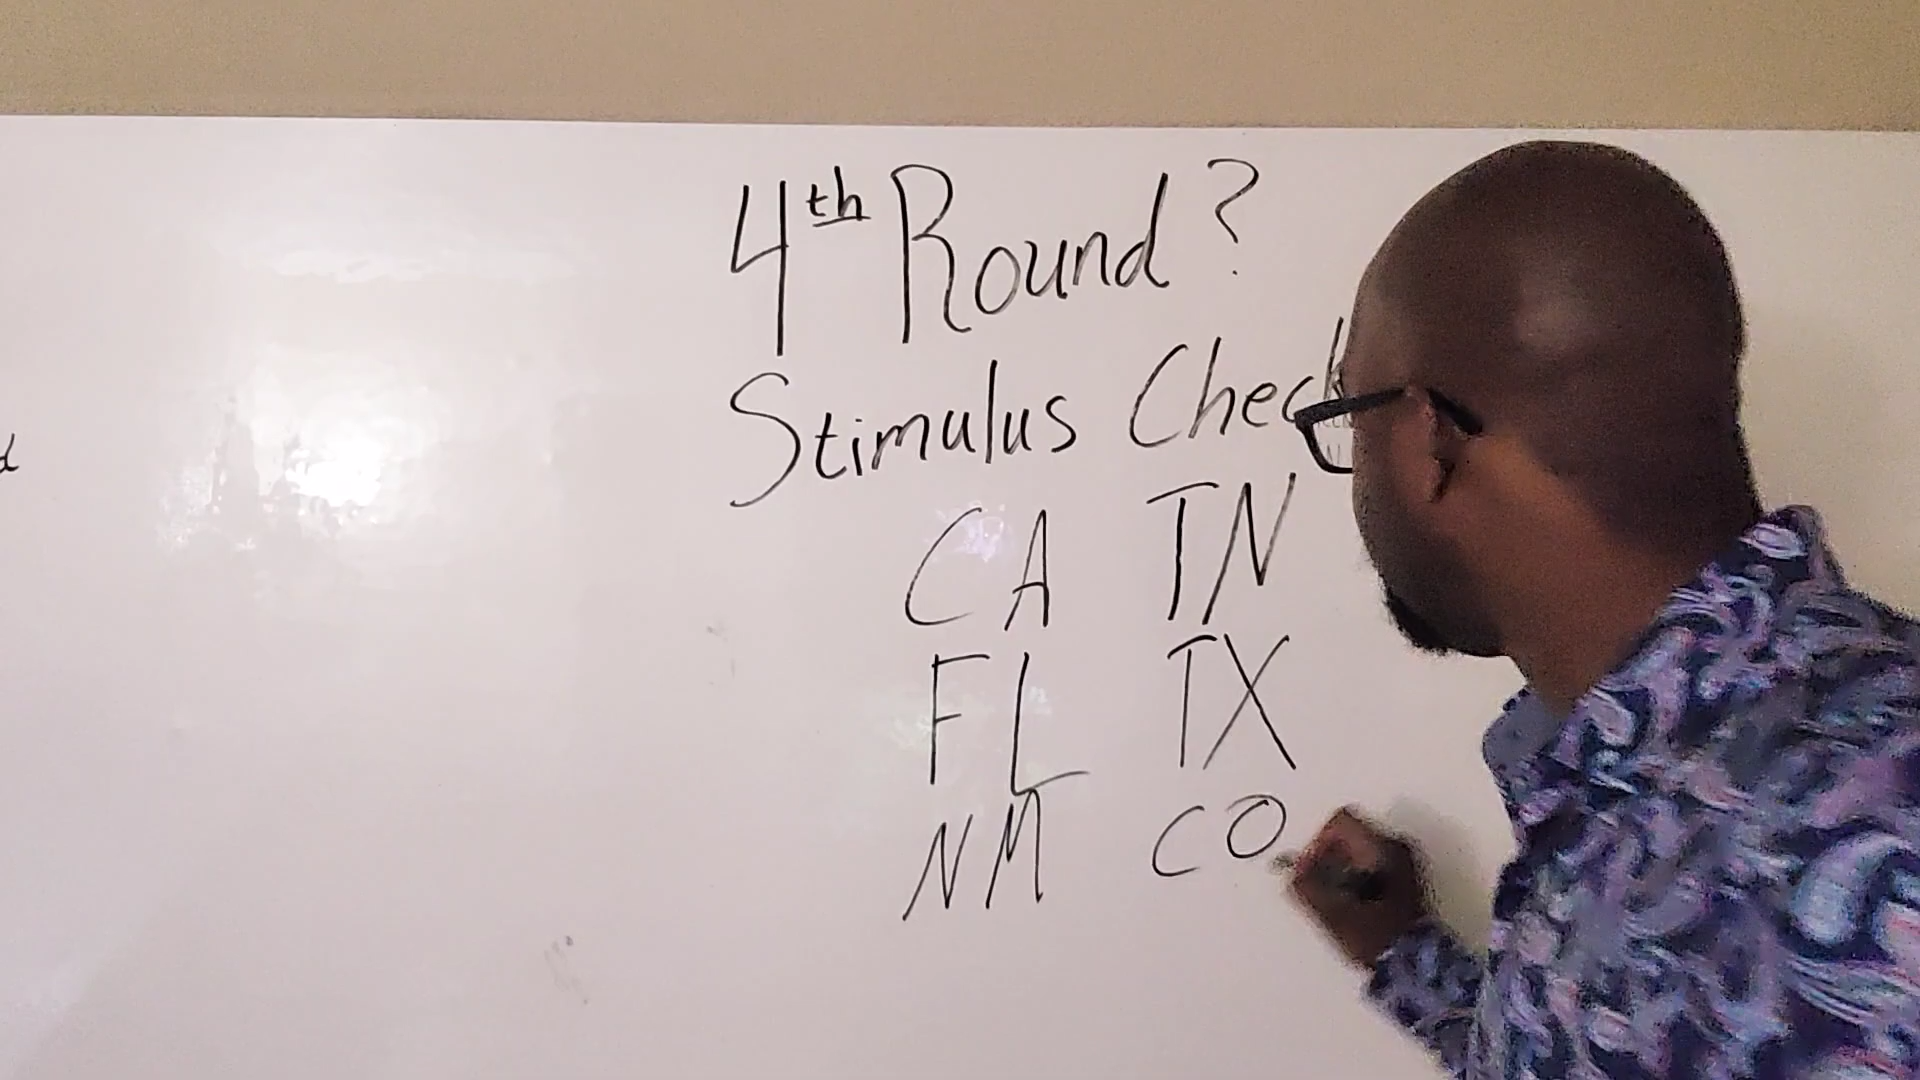 4th Round?
Stimulus Check
CA TN
FL TX
NM CO